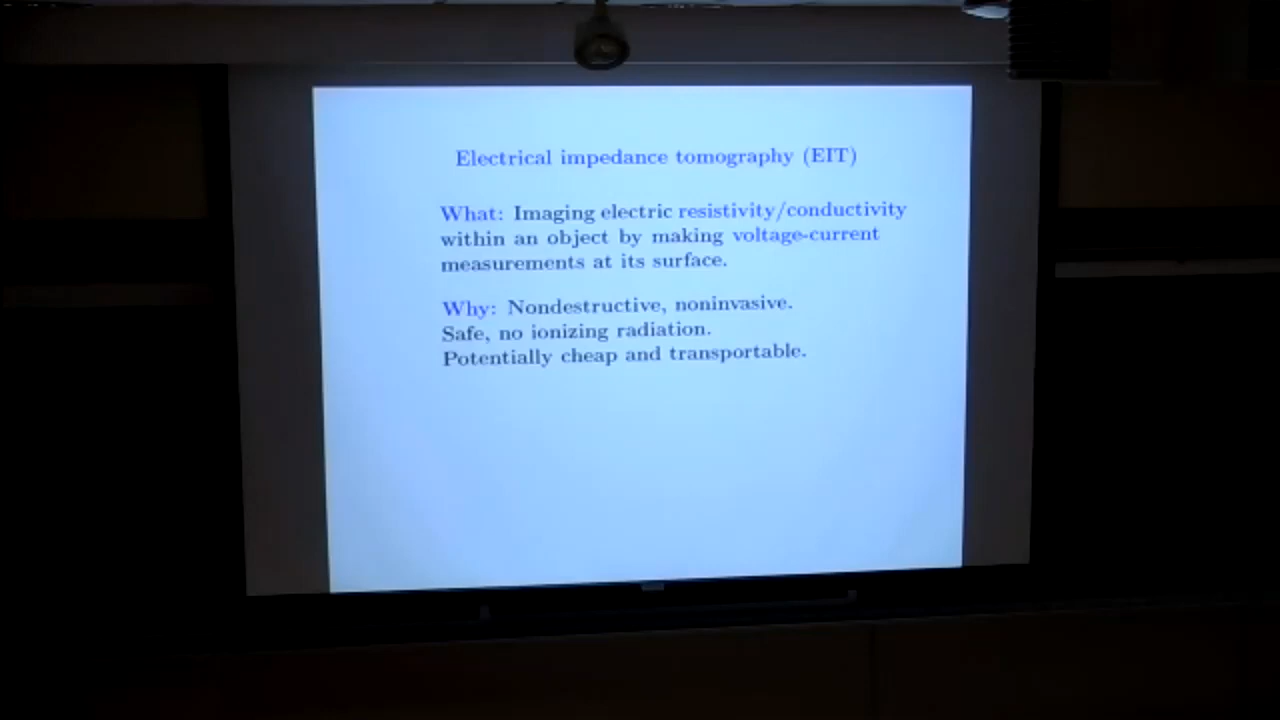 Electrical impedance tomography (EIT)
What: Imaging electric resistivity/conductivity
within an object by making voltage-current
measurements at its surface.
Why: Nondestructive, noninvasive.
Safe, no ionizing radiation.
Potentially cheap and transportable.